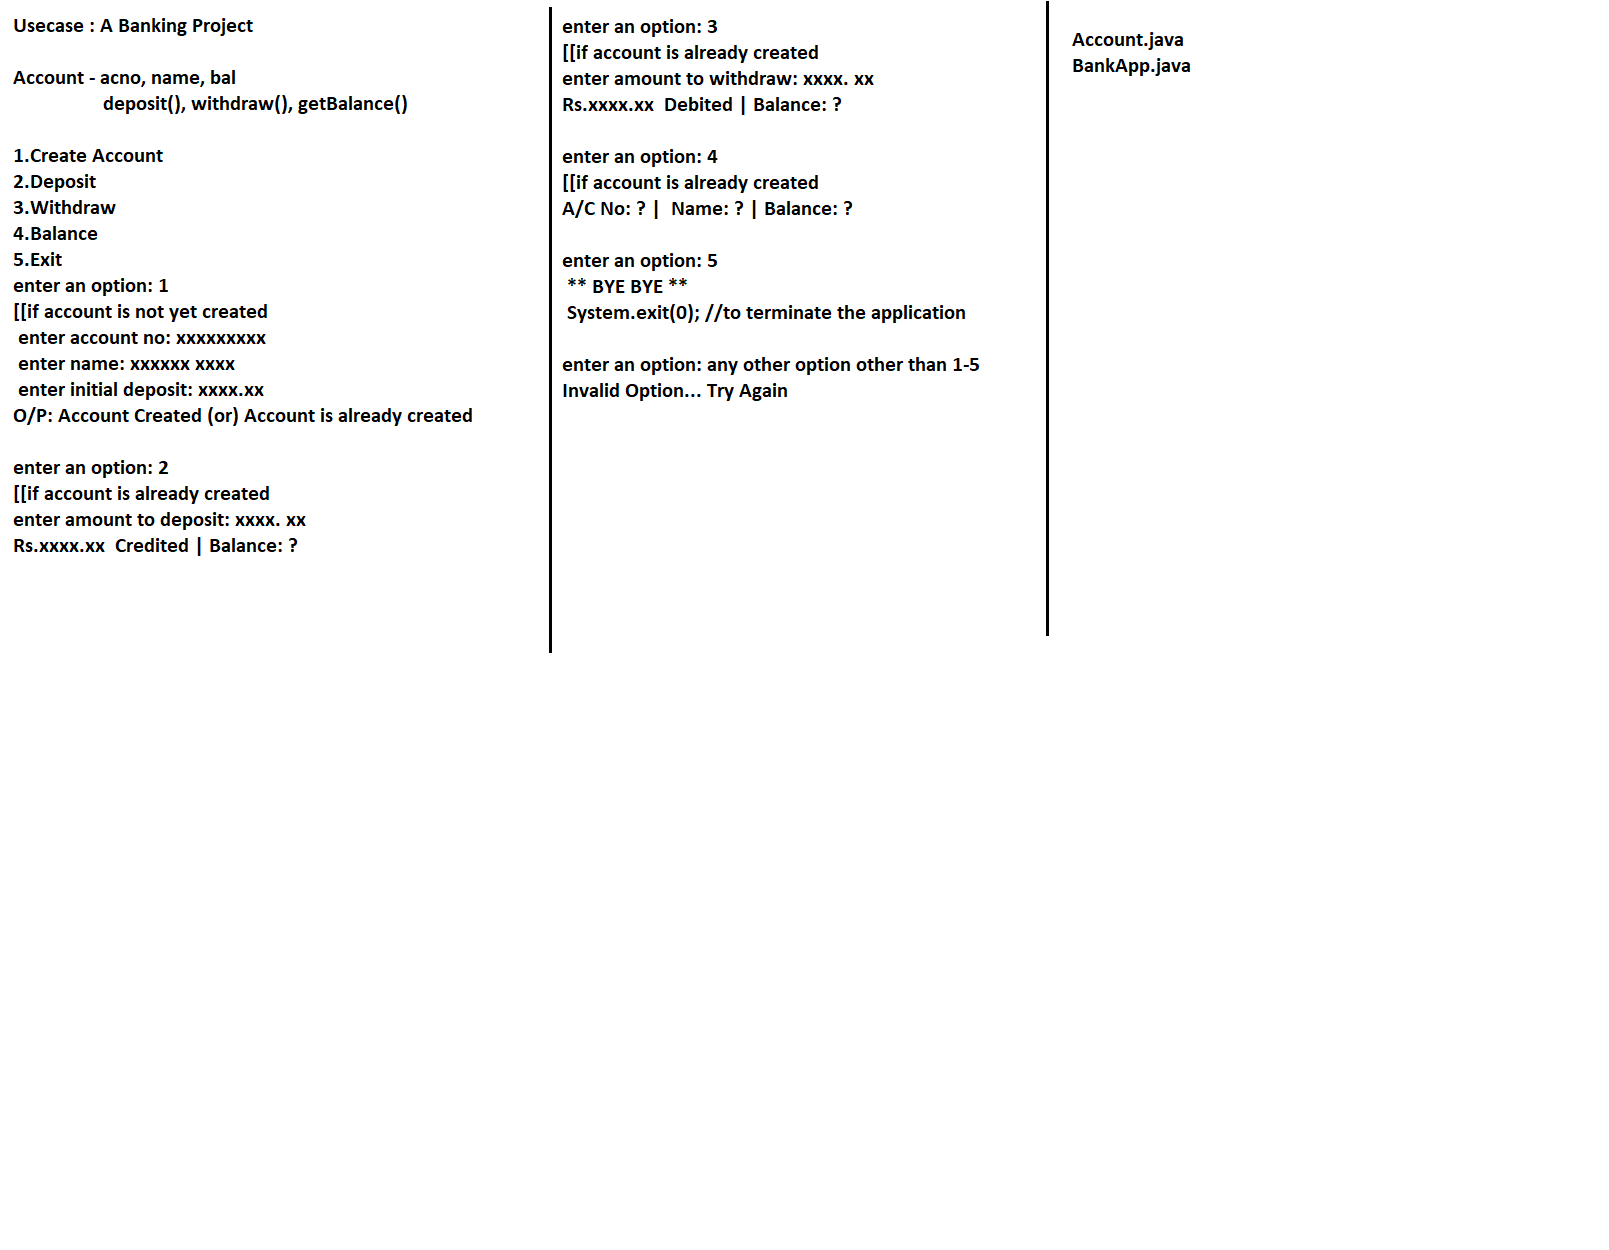 Usecase : A Banking Project
Account - acno, name, bal
deposit(), withdraw(), getBalance()
1.Create Account
2.Deposit
3.Withdraw
4.Balance
5.Exit
enter an option: 1
[[if account is not yet created
enter account no: xxxxxxxxx
enter name: xxxxxx xxxx
enter initial deposit: xxxx.xx
O/P: Account Created (or) Account is already created
enter an option: 2
[[if account is already created
enter amount to deposit: xxxx. xx
Rs.xxxx.xx  Credited | Balance: ?
enter an option: 3
[[if account is already created
enter amount to withdraw: xxxx. xx
Rs.xxxx.xx  Debited | Balance: ?
enter an option: 4
[[if account is already created
A/C No: ? |  Name: ? | Balance: ?
enter an option: 5
** BYE BYE **
System.exit(0); //to terminate the application
enter an option: any other option other than 1-5
Invalid Option... Try Again
Account.java
BankApp.java